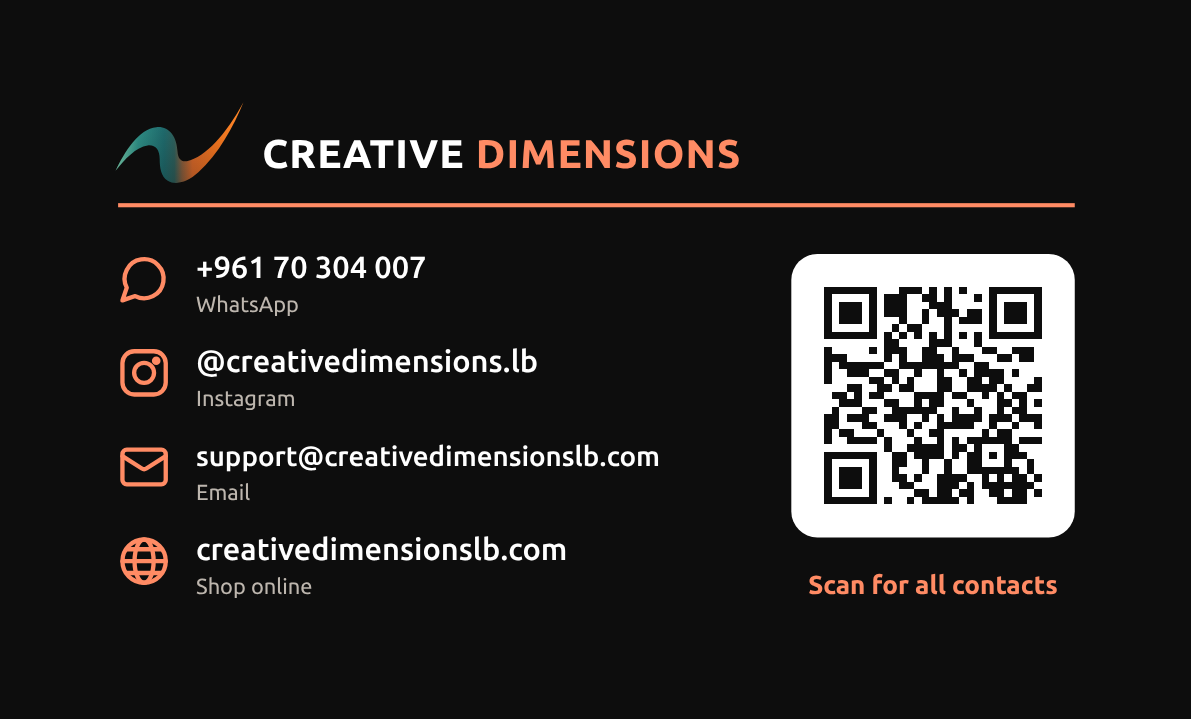 CREATIVE DIMENSIONS
+961 70 304 007
WhatsApp
@creativedimensions.lb
Instagram
support@creativedimensionslb.com
Email
creativedimensionslb.com
Shop online
Scan for all contacts